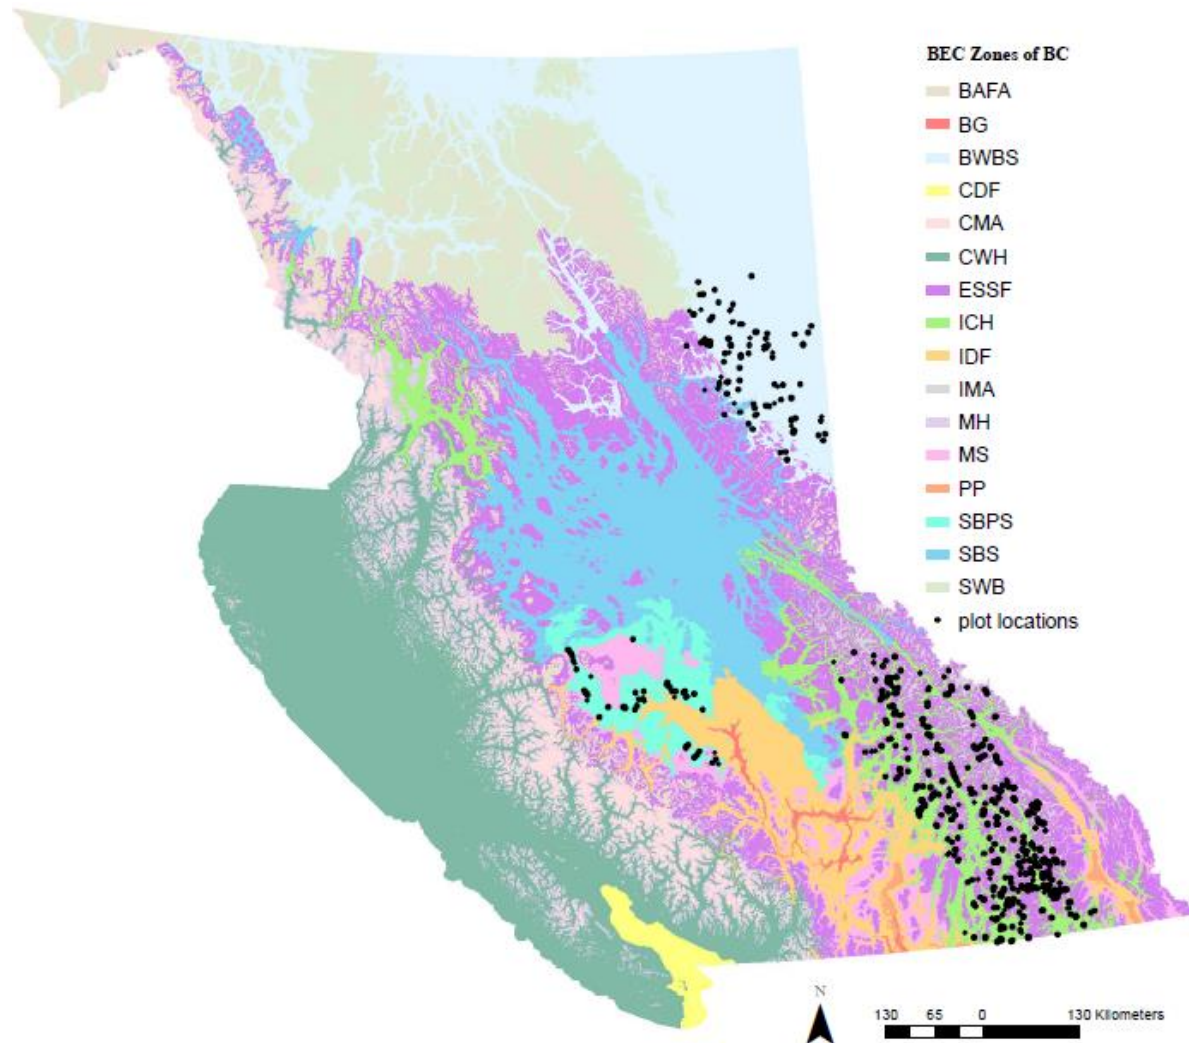 BEC Zones of BC
BAFA
BG
BWBS
CDF
CMA
CWH
ESSF
ICH
IDF
IMA
MH
MS
PP
SBPS
SBS
SWB
plot locations
N
130 65 0 130 Kilometers